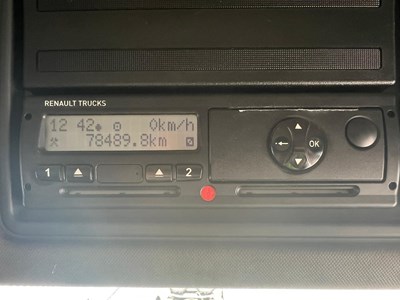 RENAULT TRUCKS
12 42 0km/h
78489.8km
1 2
OK